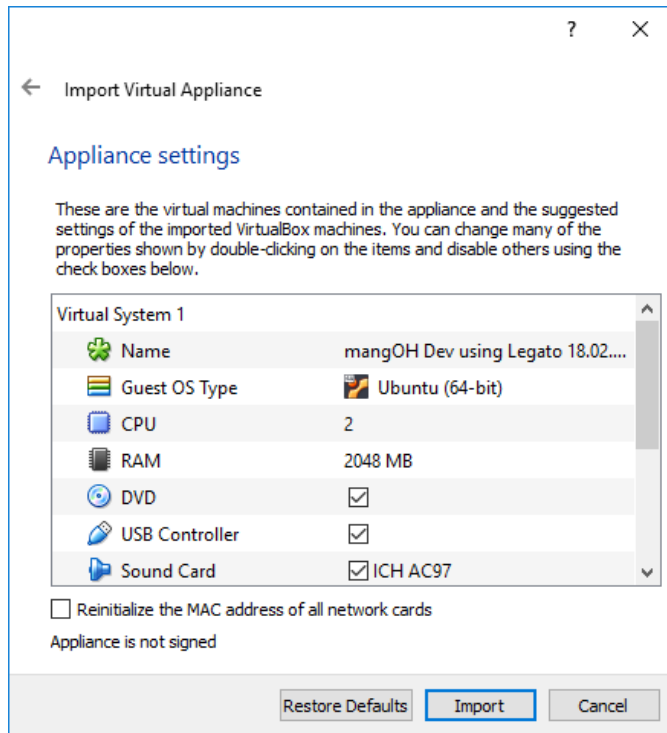 ?
Import Virtual Appliance
Appliance settings
These are the virtual machines contained in the appliance and the suggested
settings of the imported VirtualBox machines. You can change many of the
properties shown by double-clicking on the items and disable others using the
check boxes below.
Virtual System 1
Name mangOH Dev using Legato 18.02....
Guest OS Type Ubuntu (64-bit)
CPU 2
RAM 2048 MB
DVD
USB Controller
Sound Card ICH AC97
Reinitialize the MAC address of all network cards
Appliance is not signed
Restore Defaults Import Cancel